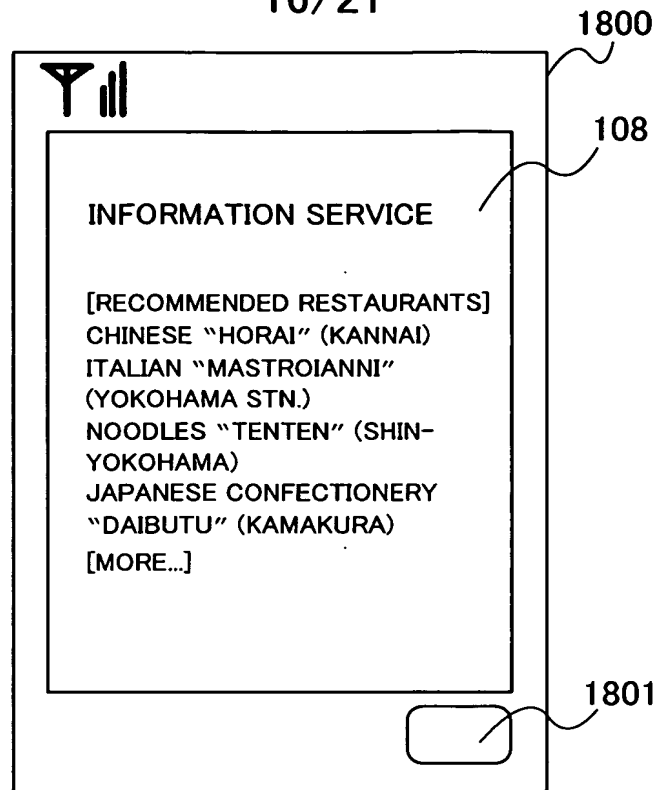 16/21
1800
108
INFORMATION SERVICE
[RECOMMENDED RESTAURANTS]
CHINESE "HORAI" (KANNAI)
ITALIAN "MASTROIANNI"
(YOKOHAMA STN.)
NOODLES "TENTEN" (SHIN-
YOKOHAMA)
JAPANESE CONFECTIONERY
"DAIBUTU" (KAMAKURA)
[MORE...]
1801